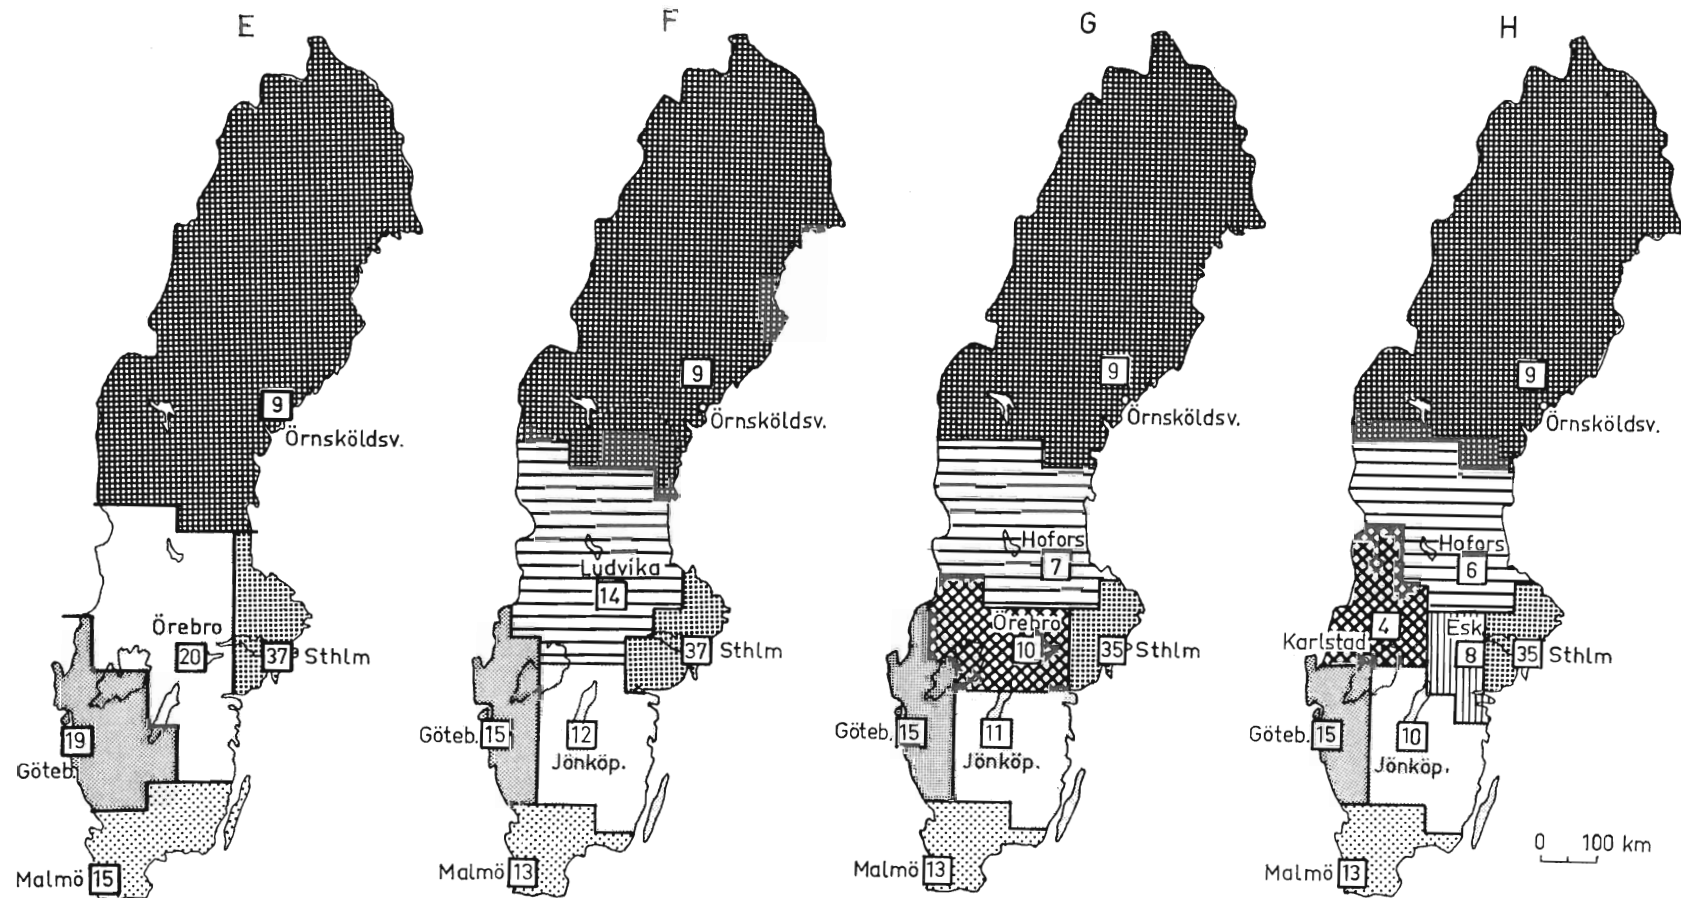 E
F
G
H
9
Örnsköldsv.
Örebro
20
37 Sthlm
19
Göteb.
Malmö 15
9
Örnsköldsv.
Ludvika
14
37 Sthlm
Göteb. 15
12
Jönköp.
Malmö 13
9
Örnsköldsv.
Hofors
7
Örebro
10
35 Sthlm
Göteb. 15
11
Jönköp.
Malmö 13
9
Örnsköldsv.
Hofors
6
4
Karlstad
Esk.
8
35 Sthlm
Göteb. 15
10
Jönköp.
Malmö 13
0 100 km